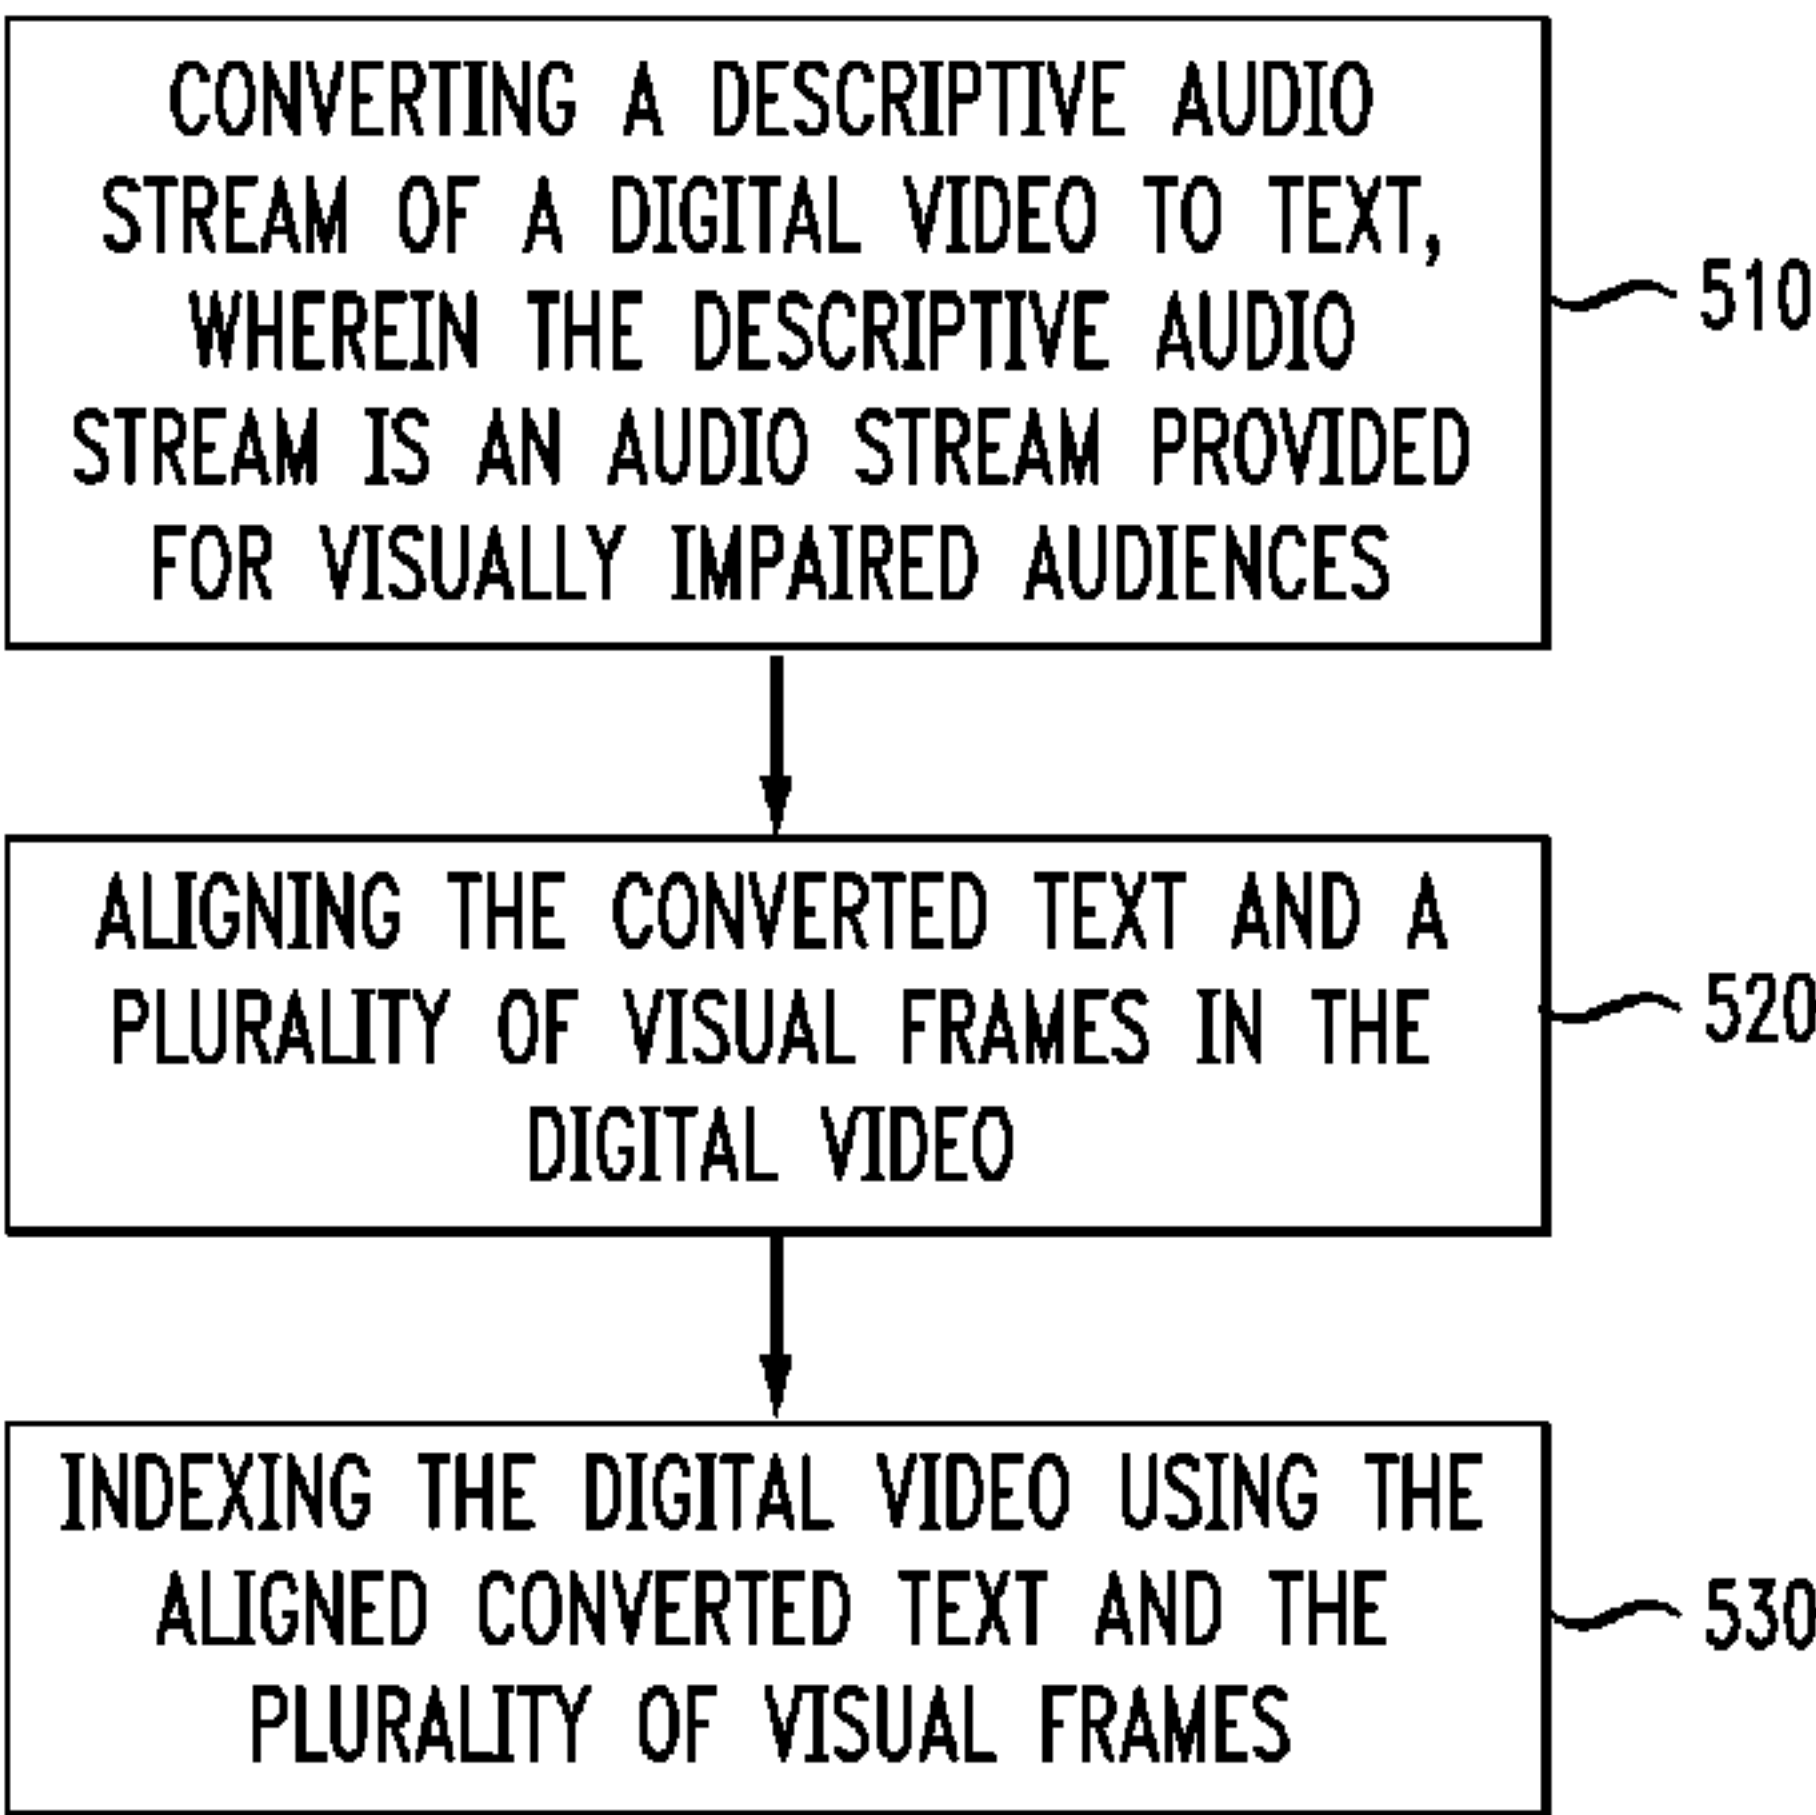 CONVERTING A DESCRIPTIVE AUDIO
STREAM OF A DIGITAL VIDEO TO TEXT,
WHEREIN THE DESCRIPTIVE AUDIO
STREAM IS AN AUDIO STREAM PROVIDED
FOR VISUALLY IMPAIRED AUDIENCES
510
ALIGNING THE CONVERTED TEXT AND A
PLURALITY OF VISUAL FRAMES IN THE
DIGITAL VIDEO
520
INDEXING THE DIGITAL VIDEO USING THE
ALIGNED CONVERTED TEXT AND THE
PLURALITY OF VISUAL FRAMES
530